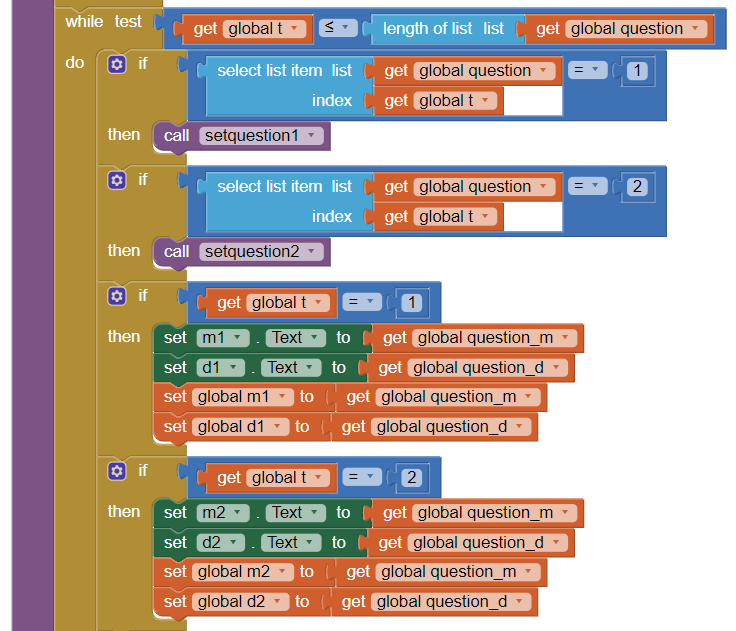 while test get global t ≤ length of list list get global question
do if select list item list get global question = 1
index get global t
then call setquestion1
if select list item list get global question = 2
index get global t
then call setquestion2
if get global t = 1
then set m1 . Text to get global question_m
set d1 . Text to get global question_d
set global m1 to get global question_m
set global d1 to get global question_d
if get global t = 2
then set m2 . Text to get global question_m
set d2 . Text to get global question_d
set global m2 to get global question_m
set global d2 to get global question_d